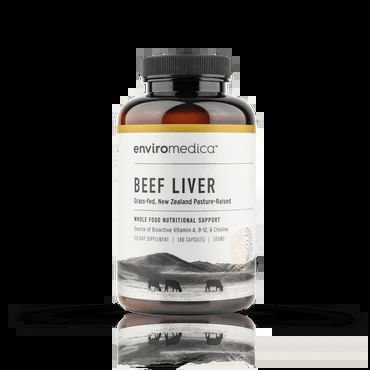 enviromedica™
BEEF LIVER
Grass-Fed, New Zealand Pasture-Raised
WHOLE FOOD NUTRITIONAL SUPPORT
Source of Bioactive Vitamin A, B-12, & Choline
DIETARY SUPPLEMENT | 180 CAPSULES | 500MG